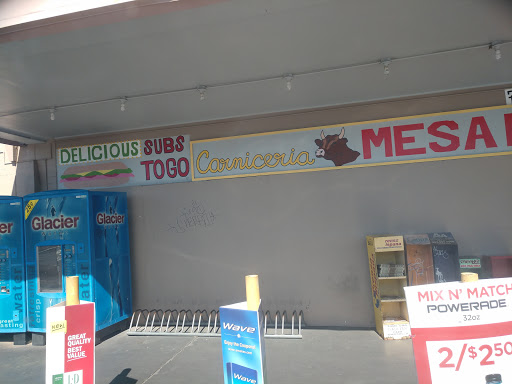 DELICIOUS SUBS
TOGO
Carniceria
MESA
Glacier
Glacier
water
GREAT
QUALITY
BEST
VALUE.
Wave
Wave
MIX N' MATCH
POWERADE
32oz
2/$2.50